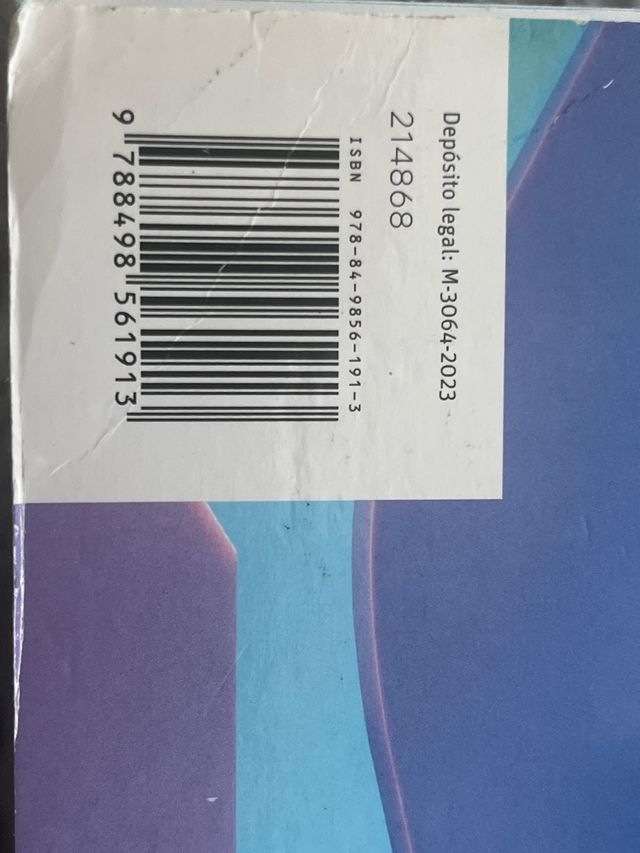 Depósito legal: M-3064-2023
214868
ISBN 978-84-9856-191-3
9 788498 561913